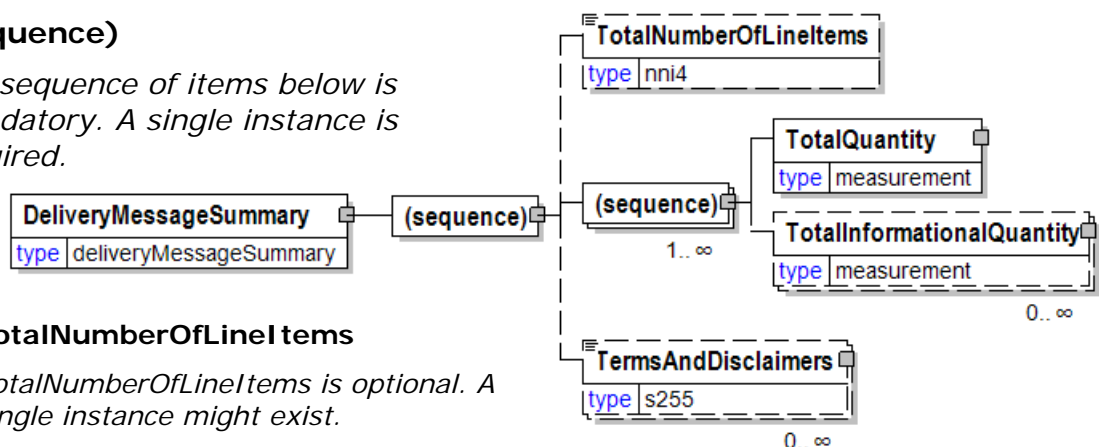 quence)
sequence of items below is
datory. A single instance is
ired.
otalNumberOfLineItems
otalNumberOfLineItems is optional. A
ngle instance might exist.
DeliveryMessageSummary
type deliveryMessageSummary
(sequence)
TotalNumberOfLineItems
type nni4
(sequence)
1.. ∞
TotalQuantity
type measurement
TotalInformationalQuantity
type measurement
0.. ∞
TermsAndDisclaimers
type s255
0.. ∞